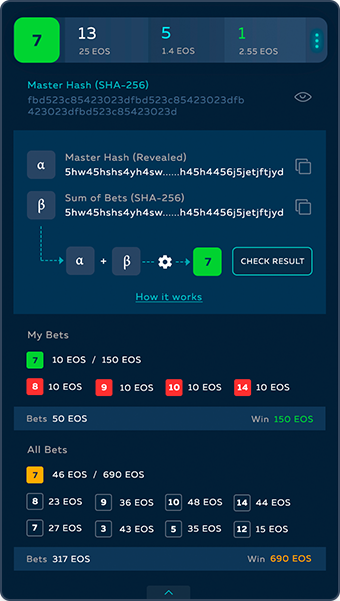 7 13 5 1
25 EOS 1.4 EOS 2.55 EOS
Master Hash (SHA-256)
fbd523c85423023dfbd523c85423023dfb
423023dfbd523c85423023d
α Master Hash (Revealed)
5hw45hshs4yh4sw......h45h4456j5jetjftjyd
β Sum of Bets (SHA-256)
5hw45hshs4yh4sw......h45h4456j5jetjftjyd
α + β 7 CHECK RESULT
How it works
My Bets
7 10 EOS / 150 EOS
8 10 EOS 9 10 EOS 10 10 EOS 14 10 EOS
Bets 50 EOS Win 150 EOS
All Bets
7 46 EOS / 690 EOS
8 23 EOS 9 36 EOS 10 48 EOS 14 44 EOS
7 27 EOS 3 43 EOS 5 35 EOS 12 15 EOS
Bets 317 EOS Win 690 EOS